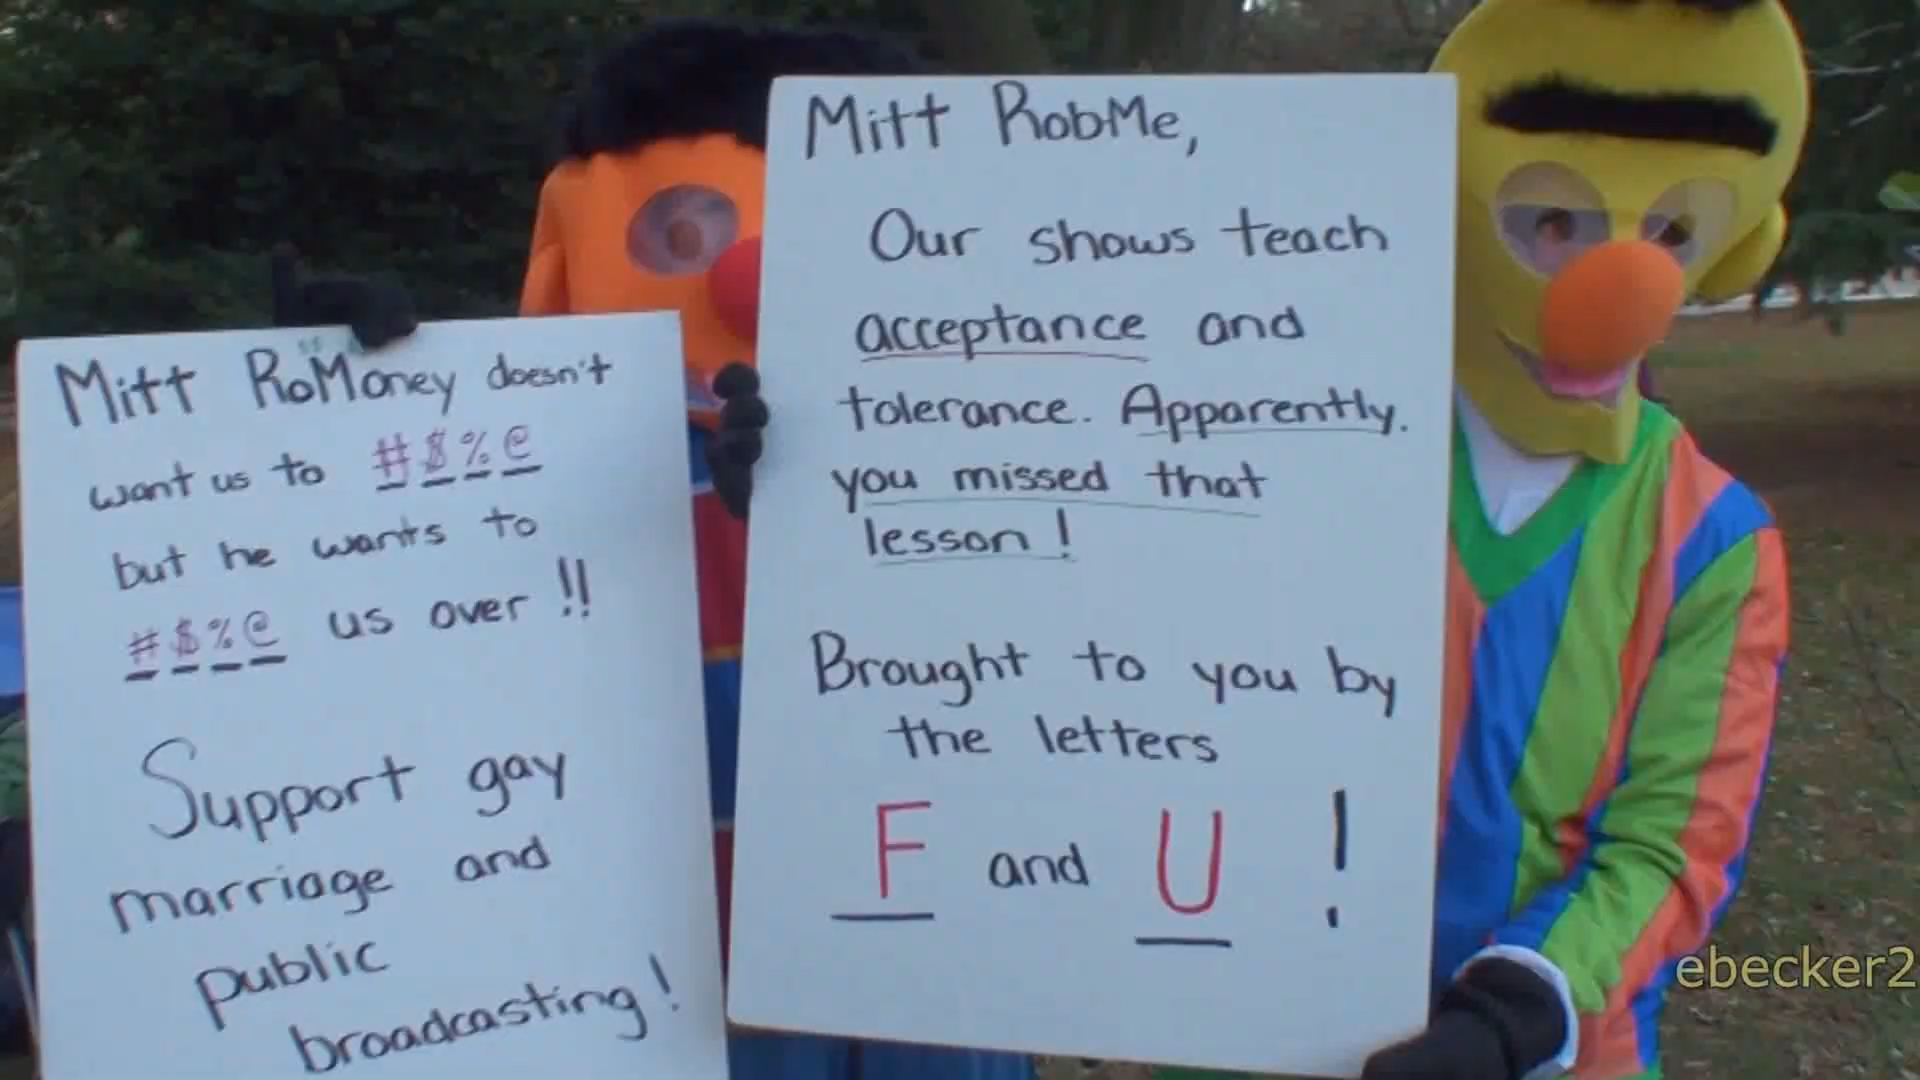 Mitt RoMoney doesn't
want us to #$%@
but he wants to
#$%@ us over!!
Support gay
marriage and
public
broadcasting!
Mitt RobMe,
Our shows teach
acceptance and
tolerance. Apparently.
you missed that
lesson!
Brought to you by
the letters
F and U!
ebecker2